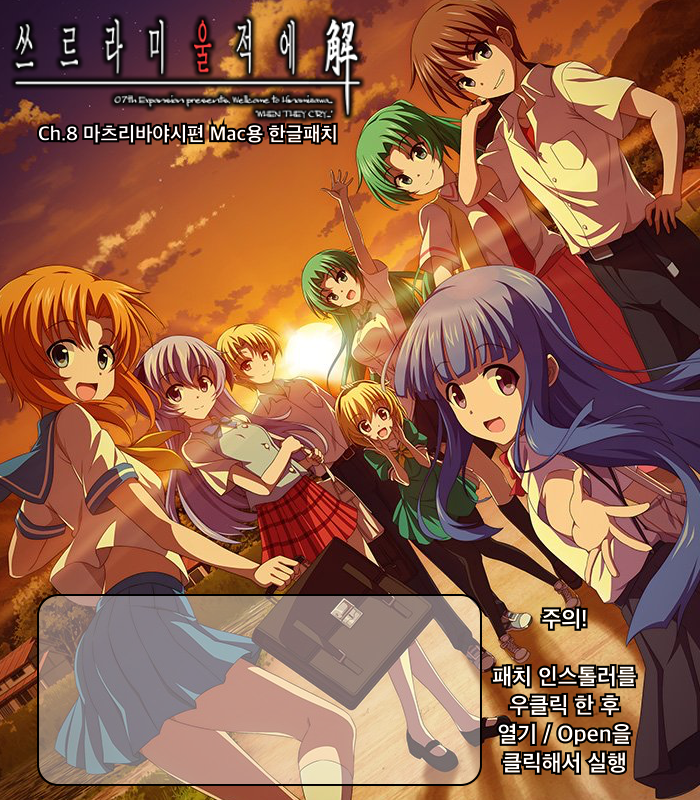 쓰르라미 울 적에 解
07th Expansion presents. Welcome to Hinamizawa...
"WHEN THEY CRY..."
Ch.8 마츠리바야시편 Mac용 한글패치
주의!
패치 인스톨러를
우클릭 한 후
열기 / Open을
클릭해서 실행